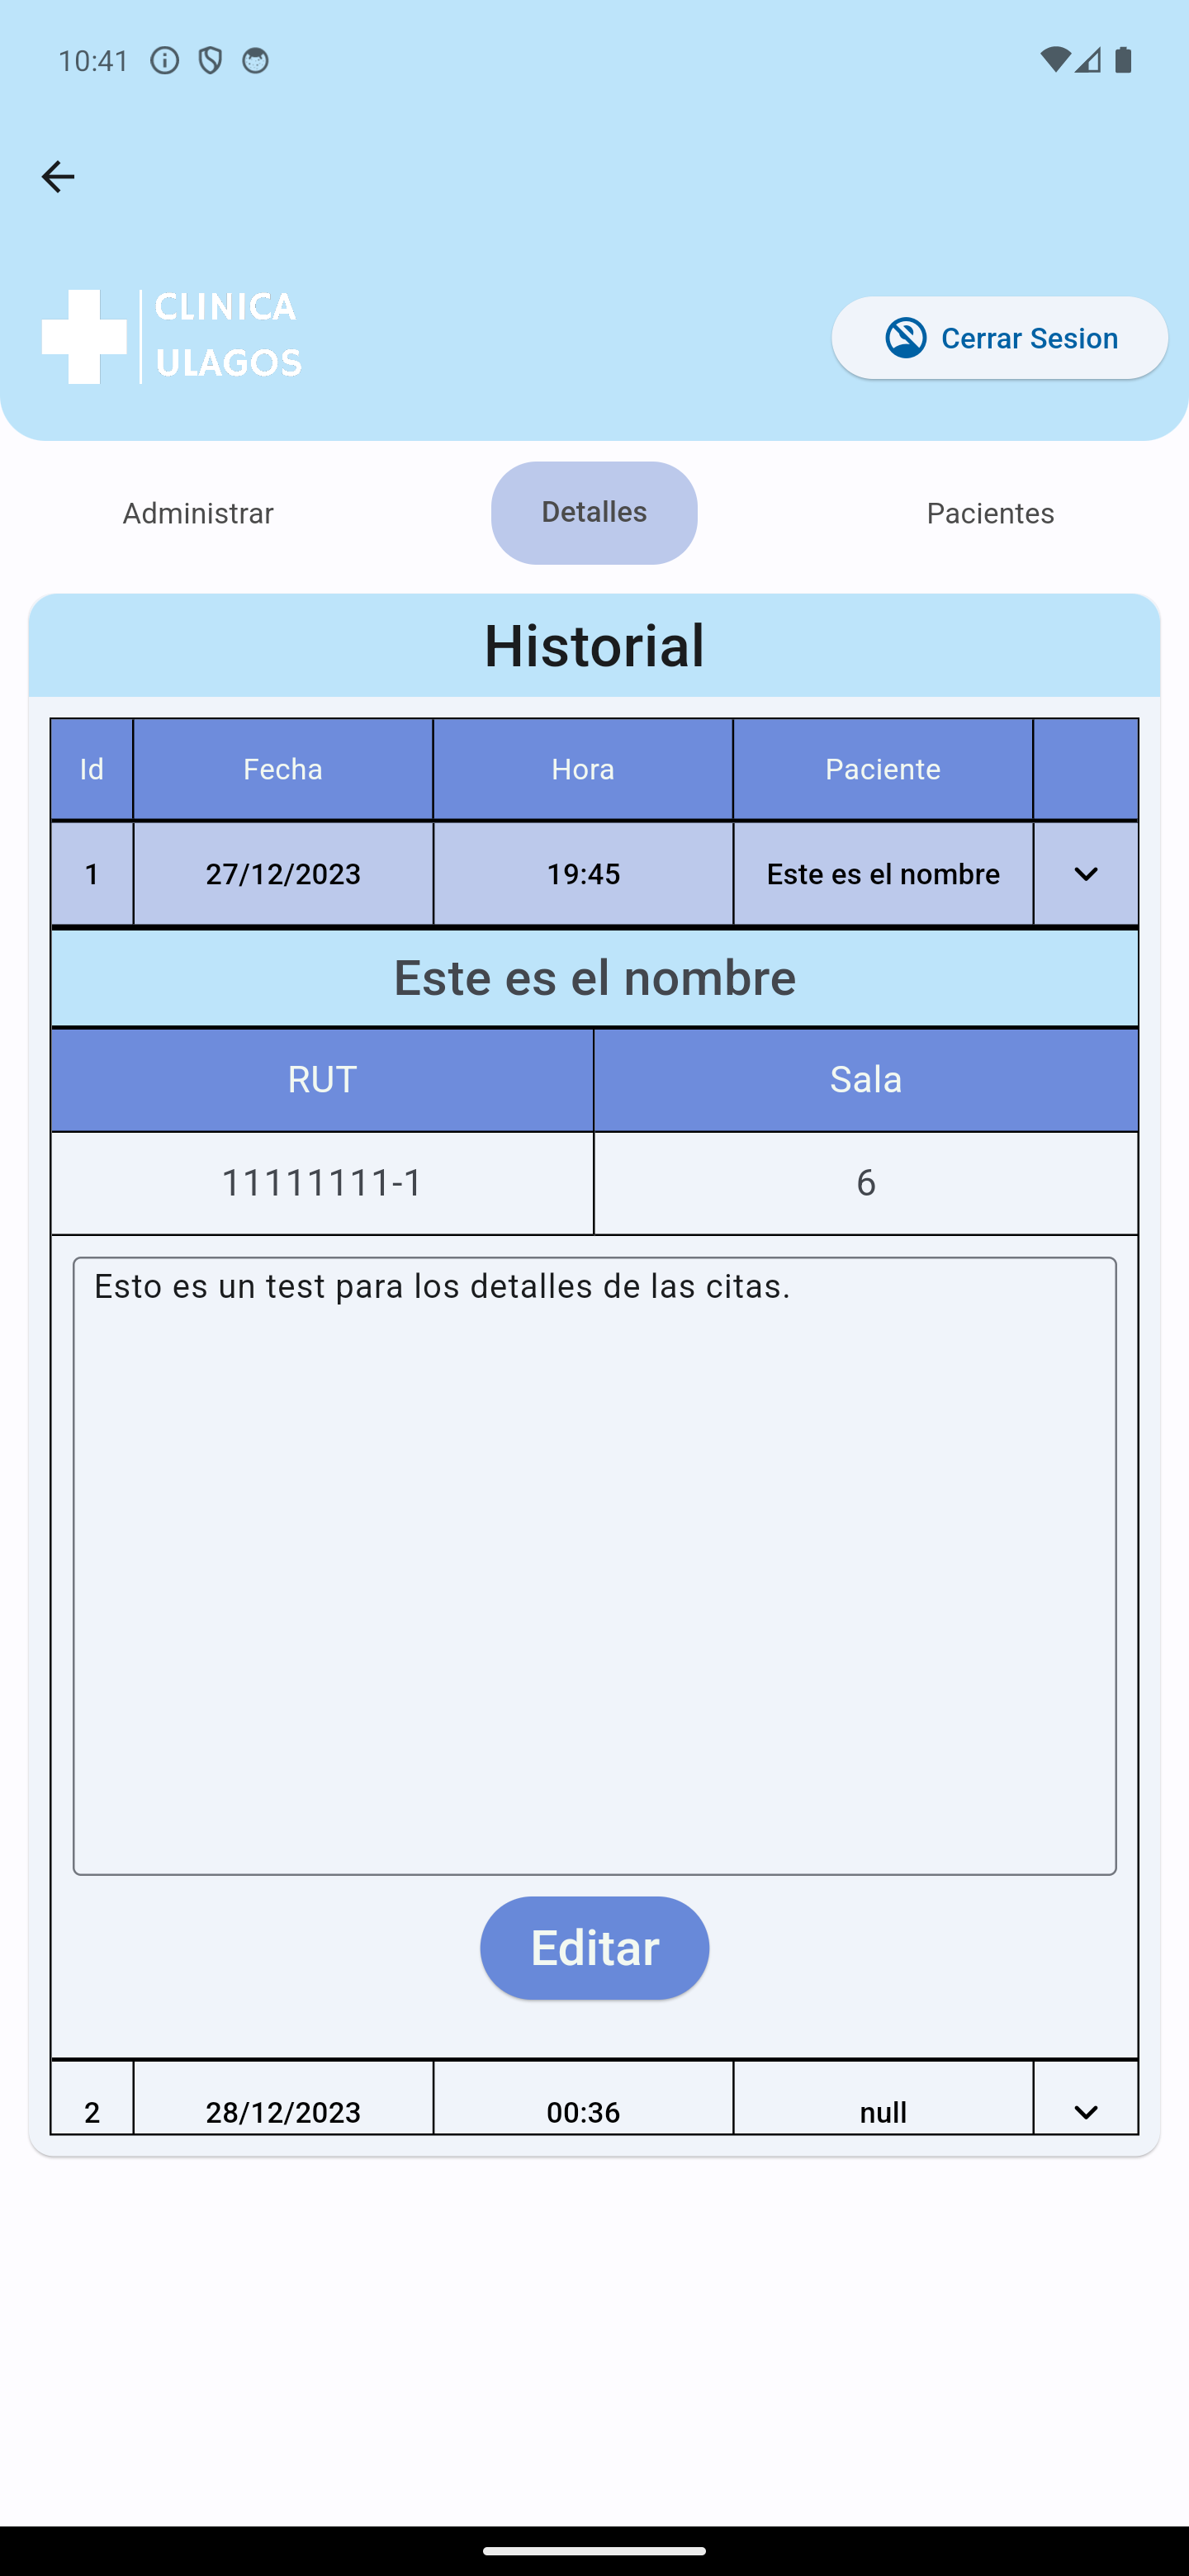 10:41
CLINICA
ULAGOS
Cerrar Sesion
Administrar Detalles Pacientes
Historial
Id Fecha Hora Paciente
1 27/12/2023 19:45 Este es el nombre
Este es el nombre
RUT Sala
11111111-1 6
Esto es un test para los detalles de las citas.
Editar
2 28/12/2023 00:36 null